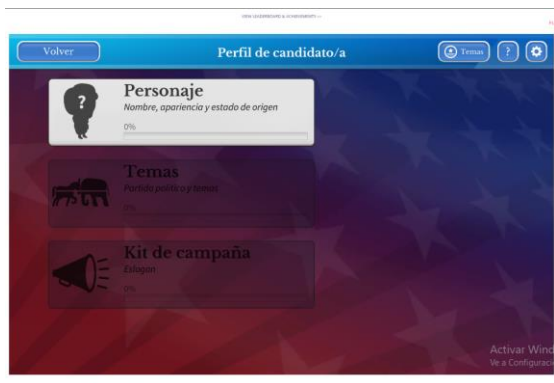 VIEW LEADERBOARD & ACHIEVEMENTS
Volver
Perfil de candidato/a
Temas
?
?
Personaje
Nombre, apariencia y estado de origen
0%
Temas
Partido político y temas
0%
Kit de campaña
Eslogan
0%
Activar Wind
Ve a Configuraci